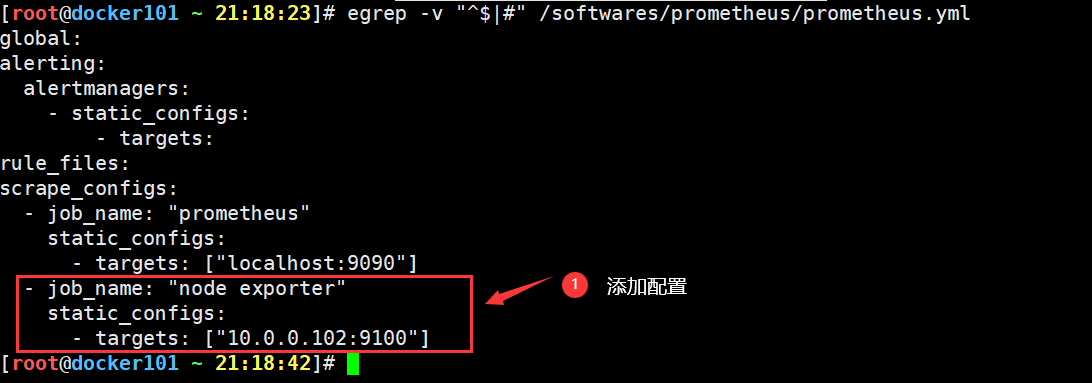 [root@docker101 ~ 21:18:23]# egrep -v "^$|#" /softwares/prometheus/prometheus.yml
global:
alerting:
  alertmanagers:
    - static_configs:
        - targets:
rule_files:
scrape_configs:
  - job_name: "prometheus"
    static_configs:
      - targets: ["localhost:9090"]
  - job_name: "node exporter" 1 添加配置
    static_configs:
      - targets: ["10.0.0.102:9100"]
[root@docker101 ~ 21:18:42]#